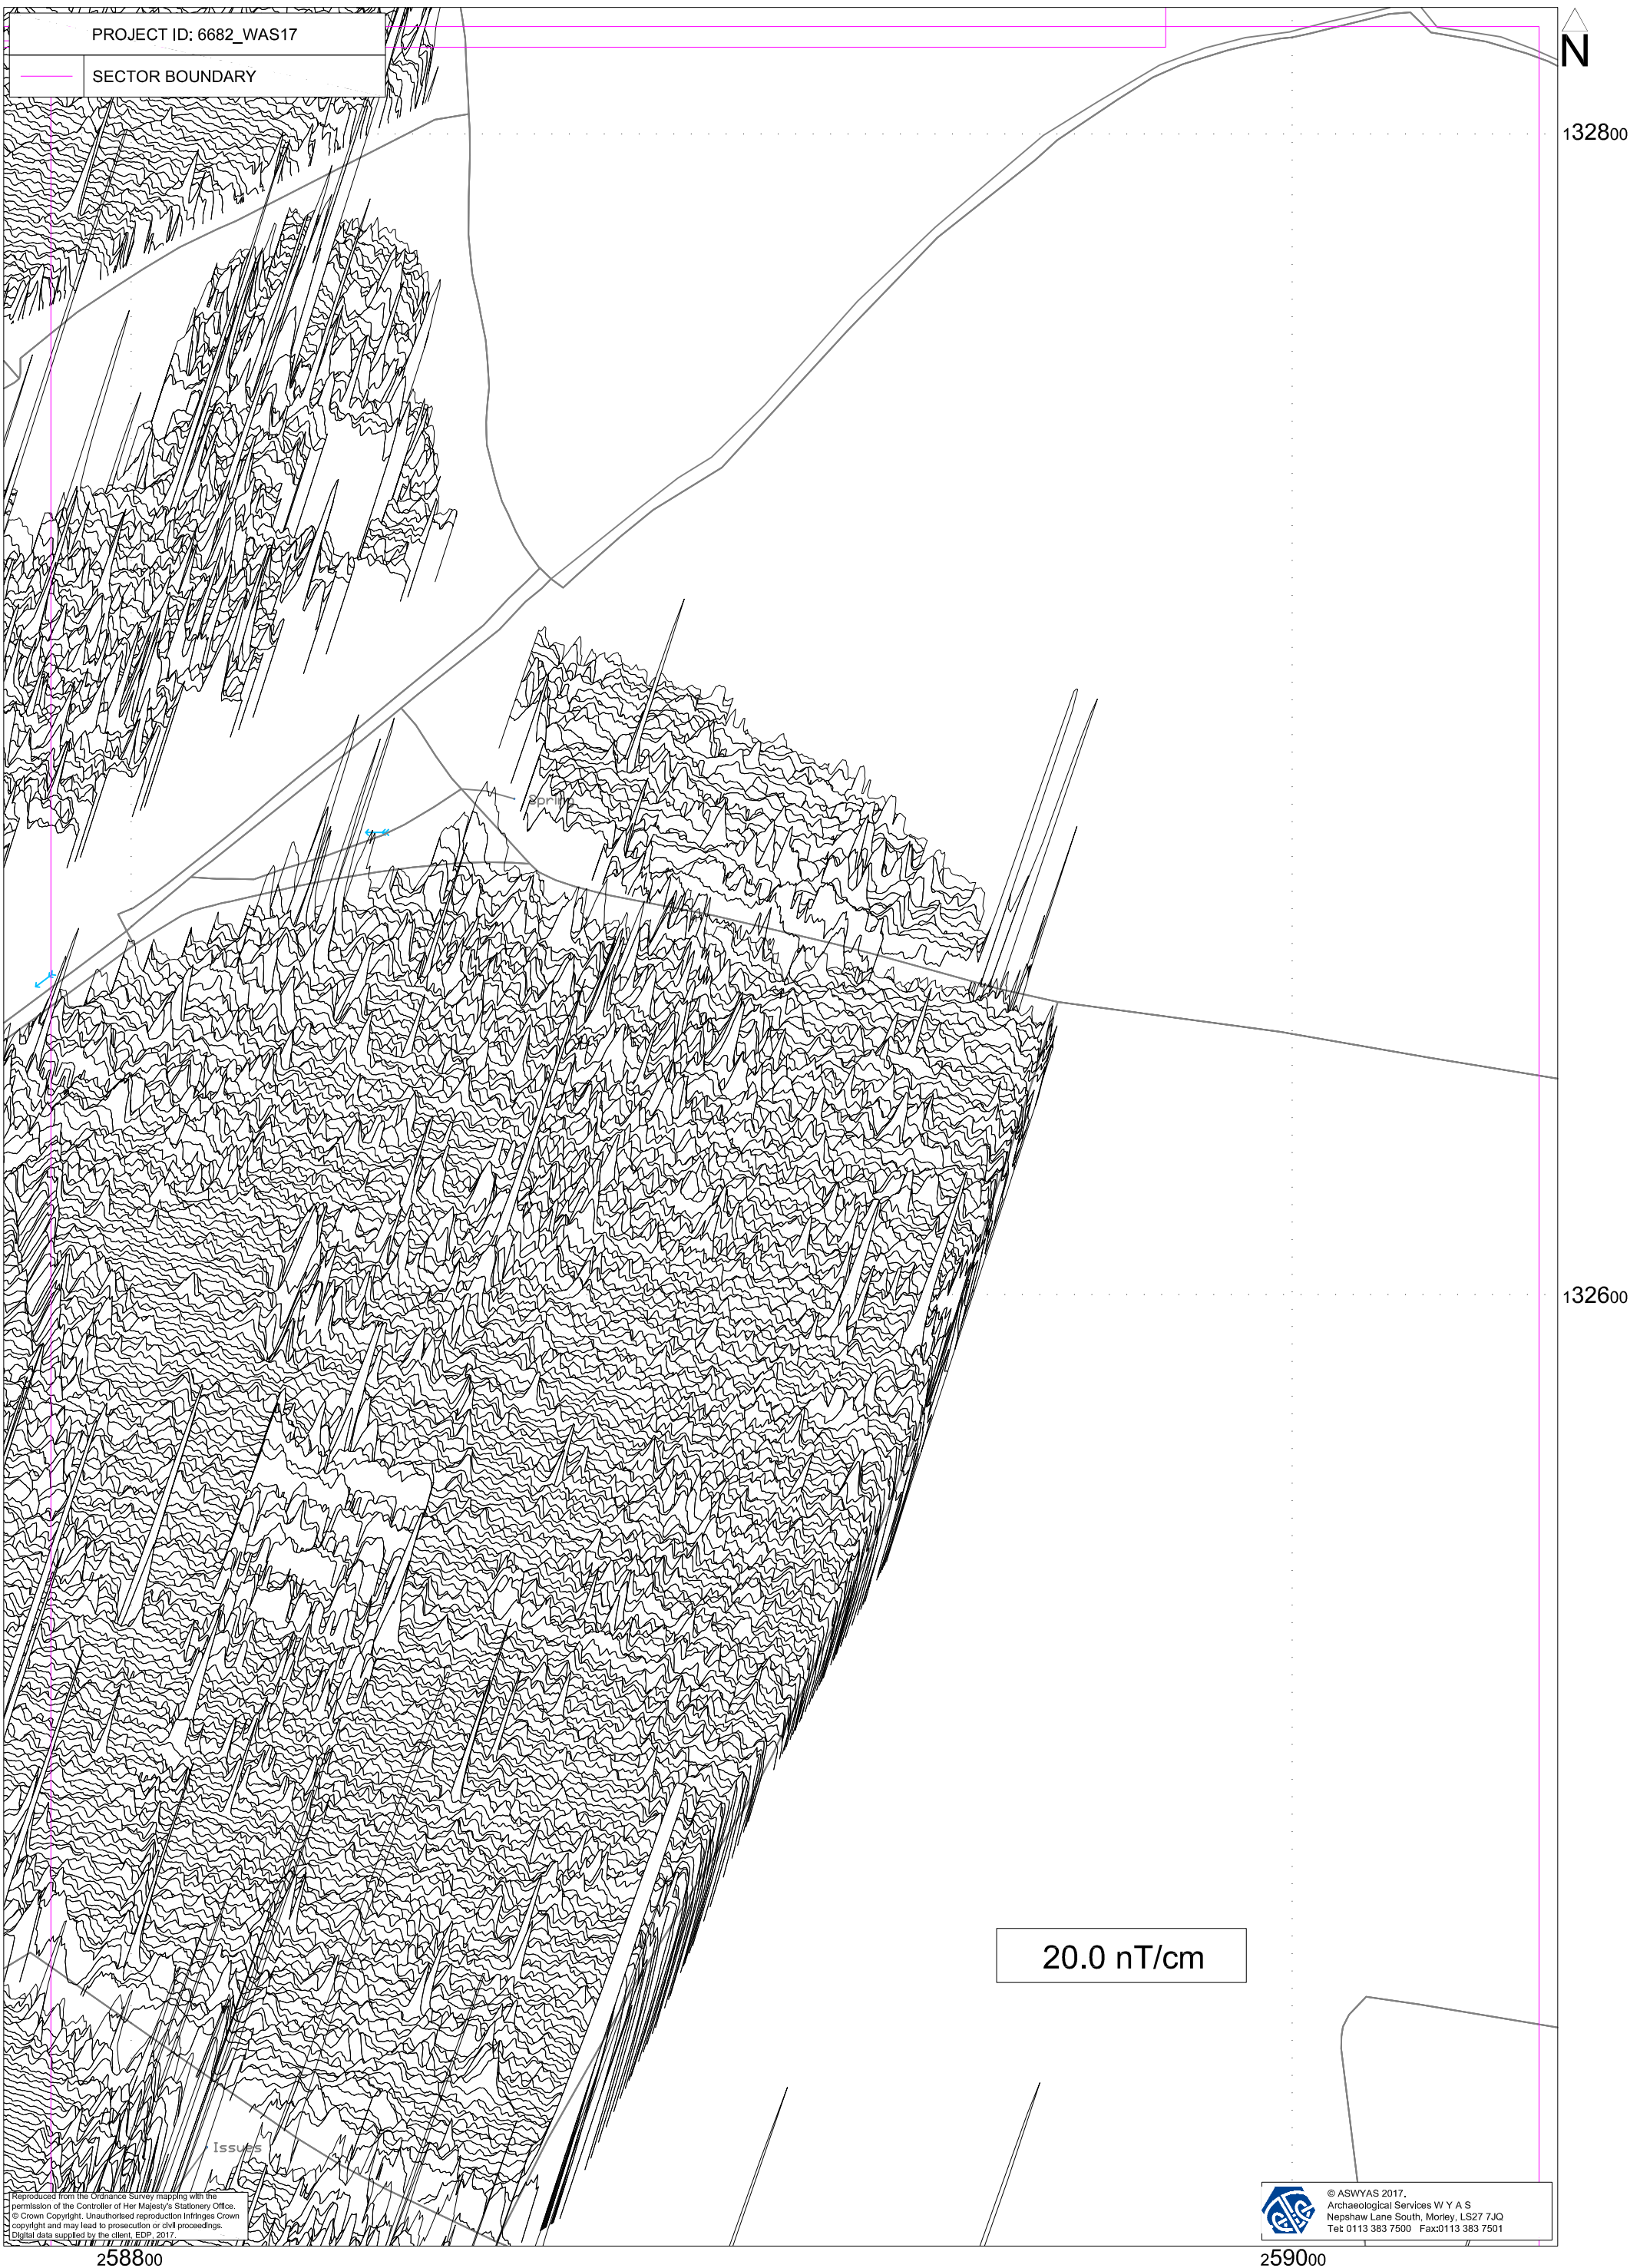 PROJECT ID: 6682_WAS17
SECTOR BOUNDARY
N
132800
Spring
132600
20.0 nT/cm
Issues
Reproduced from the Ordnance Survey mapping with the
permission of the Controller of Her Majesty's Stationery Office.
© Crown Copyright. Unauthorised reproduction infringes Crown
copyright and may lead to prosecution or civil proceedings.
Digital data supplied by the client, EDP, 2017.
© ASWYAS 2017.
Archaeological Services W Y A S
Nepshaw Lane South, Morley, LS27 7JQ
Tel: 0113 383 7500 Fax:0113 383 7501
258800
259000